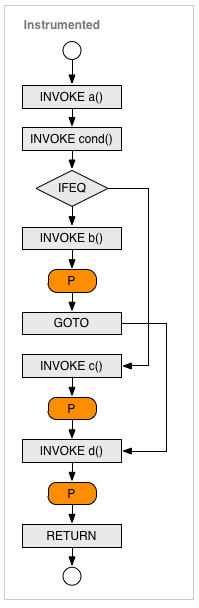 Instrumented
INVOKE a()
INVOKE cond()
IFEQ
INVOKE b()
P
GOTO
INVOKE c()
P
INVOKE d()
P
RETURN